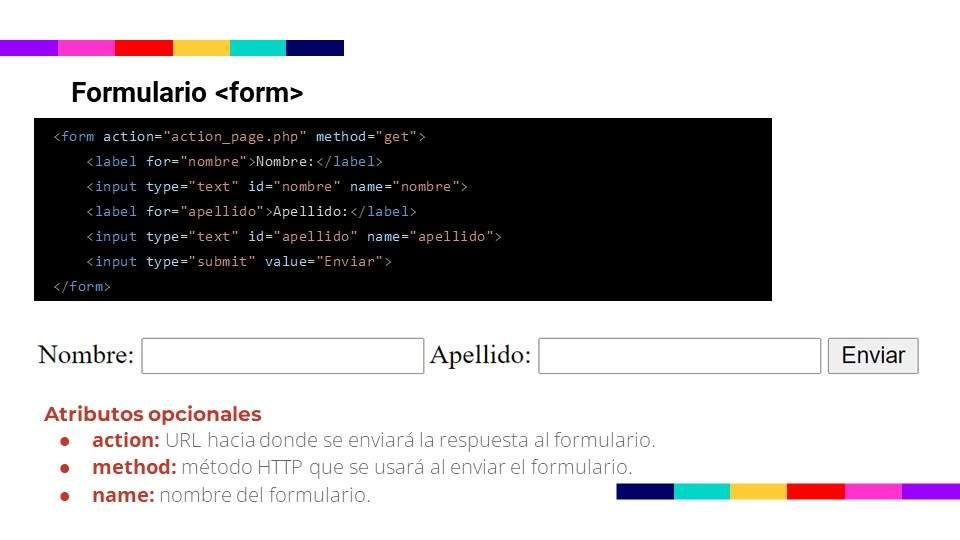 Formulario <form>
<form action="action_page.php" method="get">
<label for="nombre">Nombre:</label>
<input type="text" id="nombre" name="nombre">
<label for="apellido">Apellido:</label>
<input type="text" id="apellido" name="apellido">
<input type="submit" value="Enviar">
</form>
Nombre: Apellido: Enviar
Atributos opcionales
● action: URL hacia donde se enviará la respuesta al formulario.
● method: método HTTP que se usará al enviar el formulario.
● name: nombre del formulario.